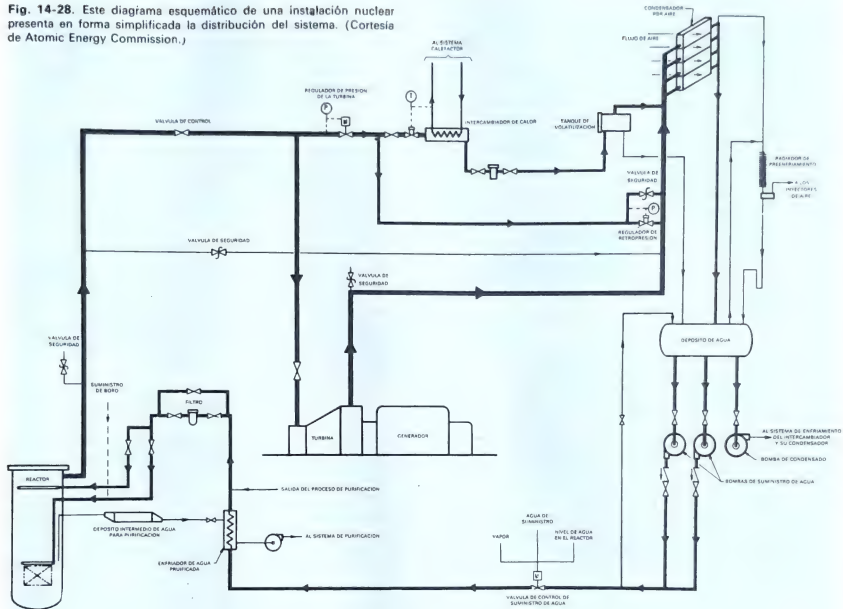 Fig. 14-28. Este diagrama esquemático de una instalación nuclear
presenta en forma simplificada la distribución del sistema. (Cortesía
de Atomic Energy Commission.)
CONDENSADOR
POR AIRE
FLUJO DE AIRE
AL SISTEMA
CALEFACTOR
REGULADOR DE PRESION
DE LA TURBINA
P
M
T
VALVULA DE CONTROL
INTERCAMBIADOR DE CALOR
TANQUE DE
VOLATILIZACION
RADIADOR DE
PREENFRIAMIENTO
A LOS
INYECTORES
DE AIRE
VALVULA DE
SEGURIDAD
P
REGULADOR DE
RETROPRESION
VALVULA DE SEGURIDAD
VALVULA DE
SEGURIDAD
VALVULA DE
SEGURIDAD
DEPOSITO DE AGUA
SUMINISTRO
DE BORO
FILTRO
TURBINA
GENERADOR
AL SISTEMA DE ENFRIAMIENTO
DEL INTERCAMBIADOR
Y SU CONDENSADOR
BOMBA DE CONDENSADO
BOMBAS DE SUMINISTRO DE AGUA
REACTOR
SALIDA DEL PROCESO DE PURIFICACION
DEPOSITO INTERMEDIO DE AGUA
PARA PURIFICACION
AL SISTEMA DE PURIFICACION
ENFRIADOR DE AGUA
PRUIFICADA
AGUA DE
SUMINISTRO
VAPOR
NIVEL DE AGUA
EN EL REACTOR
VALVULA DE CONTROL DE
SUMINISTRO DE AGUA